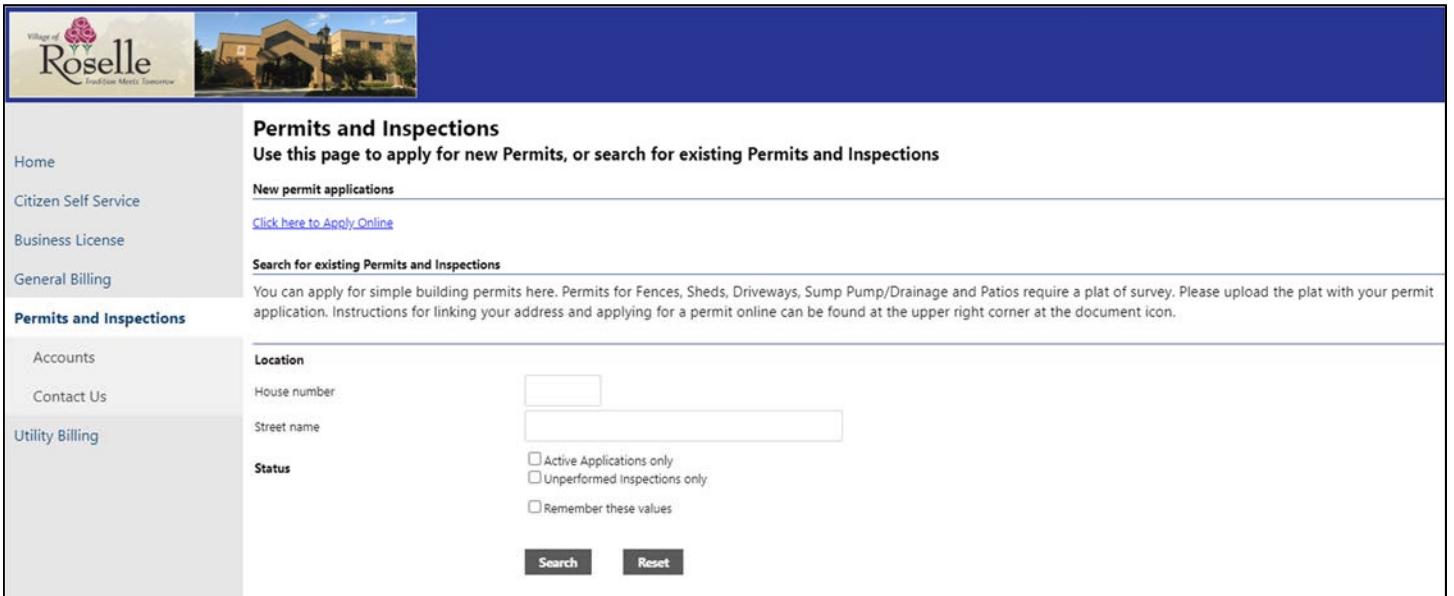 Village of
Roselle
Tradition Meets Tomorrow
Home
Citizen Self Service
Business License
General Billing
Permits and Inspections
Accounts
Contact Us
Utility Billing
Permits and Inspections
Use this page to apply for new Permits, or search for existing Permits and Inspections
New permit applications
Click here to Apply Online
Search for existing Permits and Inspections
You can apply for simple building permits here. Permits for Fences, Sheds, Driveways, Sump Pump/Drainage and Patios require a plat of survey. Please upload the plat with your permit
application. Instructions for linking your address and applying for a permit online can be found at the upper right corner at the document icon.
Location
House number
Street name
Status
Active Applications only
Unperformed Inspections only
Remember these values
Search
Reset